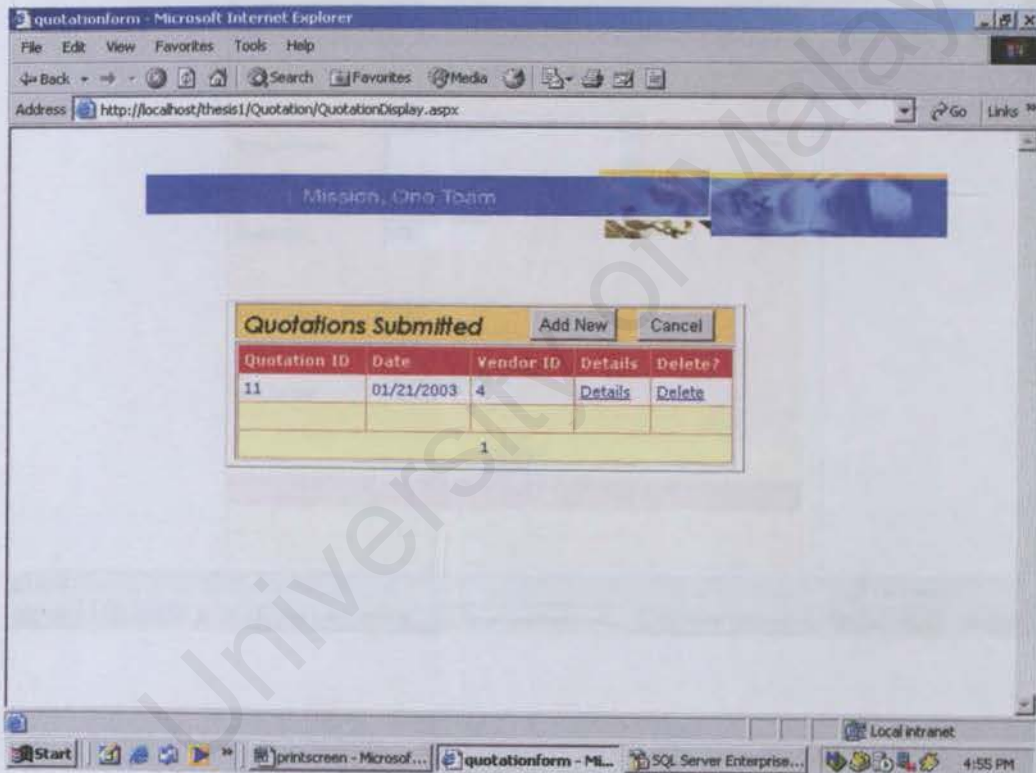 quotationform - Microsoft Internet Explorer
File Edit View Favorites Tools Help
Back Search Favorites Media
Address http://localhost/thesis1/Quotation/QuotationDisplay.aspx Go Links »
Mission, One Team
Quotations Submitted Add New Cancel
Quotation ID Date Vendor ID Details Delete?
11 01/21/2003 4 Details Delete
1
Local intranet
Start » printscreen - Microsof... quotationform - Mi... SQL Server Enterprise... 4:55 PM
University of Malay